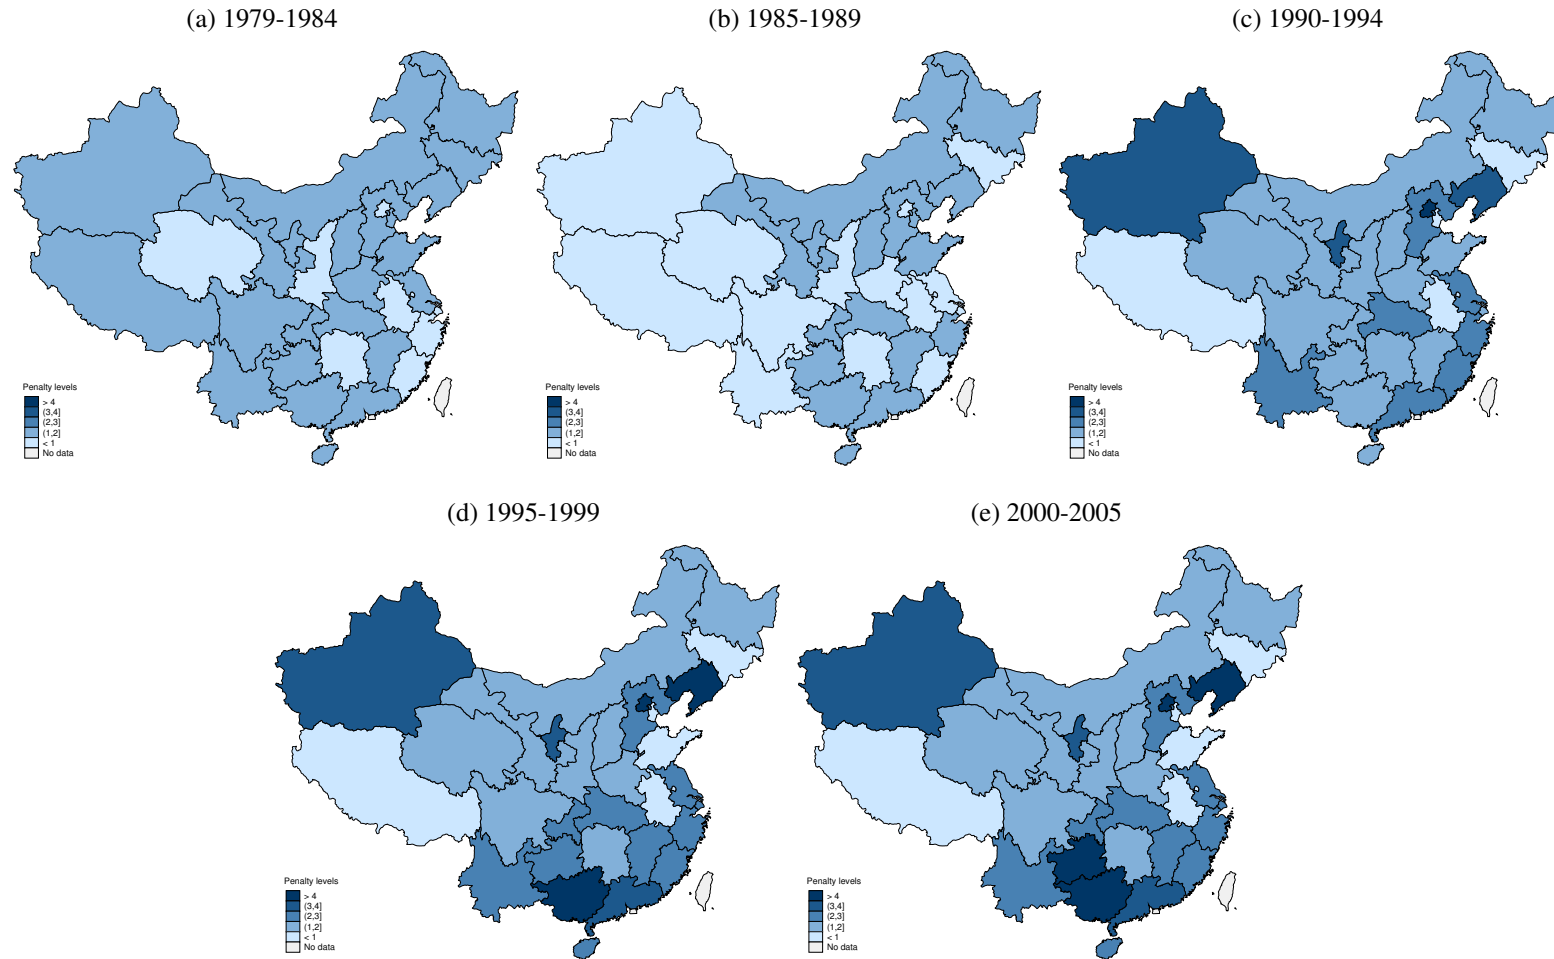 (a) 1979-1984
(b) 1985-1989
(c) 1990-1994
Penalty levels
> 4
(3,4]
(2,3]
(1,2]
< 1
No data
Penalty levels
> 4
(3,4]
(2,3]
(1,2]
< 1
No data
Penalty levels
> 4
(3,4]
(2,3]
(1,2]
< 1
No data
(d) 1995-1999
(e) 2000-2005
Penalty levels
> 4
(3,4]
(2,3]
(1,2]
< 1
No data
Penalty levels
> 4
(3,4]
(2,3]
(1,2]
< 1
No data